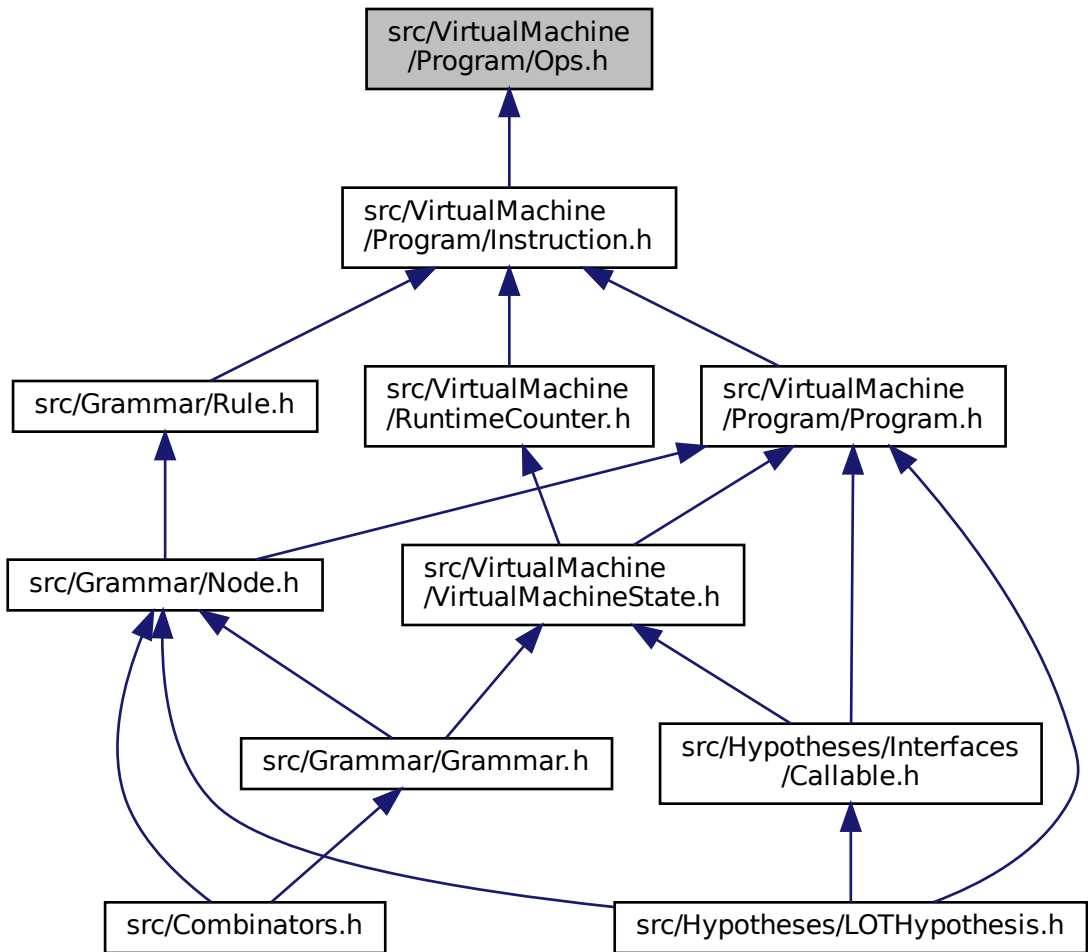 src/VirtualMachine
/Program/Ops.h
src/VirtualMachine
/Program/Instruction.h
src/Grammar/Rule.h
src/VirtualMachine
/RuntimeCounter.h
src/VirtualMachine
/Program/Program.h
src/Grammar/Node.h
src/VirtualMachine
/VirtualMachineState.h
src/Grammar/Grammar.h
src/Hypotheses/Interfaces
/Callable.h
src/Combinators.h
src/Hypotheses/LOTHypothesis.h